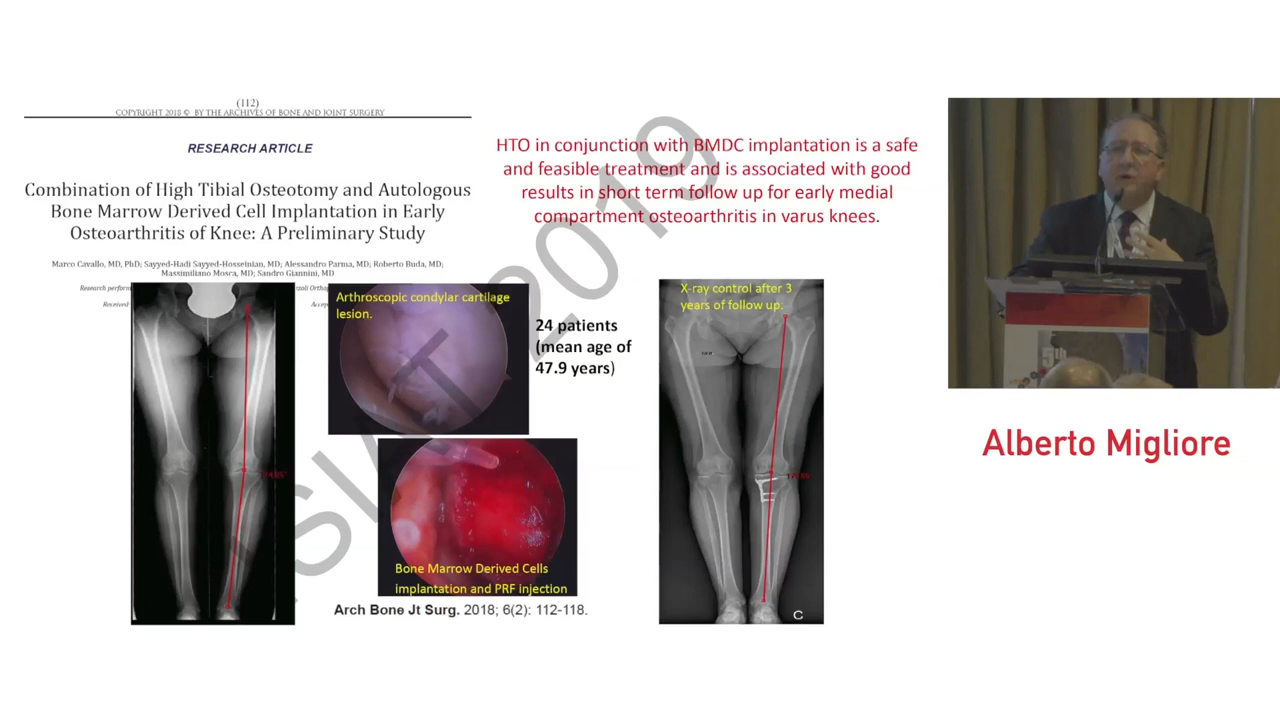 (112)
COPYRIGHT 2018 © BY THE ARCHIVES OF BONE AND JOINT SURGERY
RESEARCH ARTICLE
Combination of High Tibial Osteotomy and Autologous
Bone Marrow Derived Cell Implantation in Early
Osteoarthritis of Knee: A Preliminary Study
Marco Cavallo, MD, PhD; Sayyed-Hadi Sayyed-Hosseinian, MD; Alessandro Parma, MD; Roberto Buda, MD;
Massimiliano Mosca, MD; Sandro Giannini, MD
Research perfor
Received
HTO in conjunction with BMDC implantation is a safe
and feasible treatment and is associated with good
results in short term follow up for early medial
compartment osteoarthritis in varus knees.
Arthroscopic condylar cartilage
lesion.
24 patients
(mean age of
47.9 years)
Bone Marrow Derived Cells
implantation and PRF injection
Arch Bone Jt Surg. 2018; 6(2): 112-118.
X-ray control after 3
years of follow up:
C
SIAT 2019
5th
Alberto Migliore